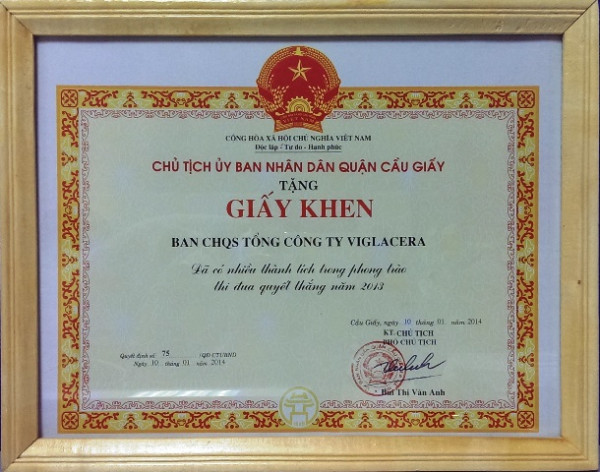 CỘNG HÒA XÃ HỘI CHỦ NGHĨA VIỆT NAM
Độc lập - Tự do - Hạnh phúc
CHỦ TỊCH ỦY BAN NHÂN DÂN QUẬN CẦU GIẤY
TẶNG
GIẤY KHEN
BAN CHQS TỔNG CÔNG TY VIGLACERA
Đã có nhiều thành tích trong phong trào
thi đua quyết thắng năm 2013
Cầu Giấy, ngày 10 tháng 01 năm 2014
KT. CHỦ TỊCH
PHÓ CHỦ TỊCH
Quyết định số 75 /QĐ-CTUBND
Ngày 10 tháng 01 năm 2014
Bùi Thị Vân Anh